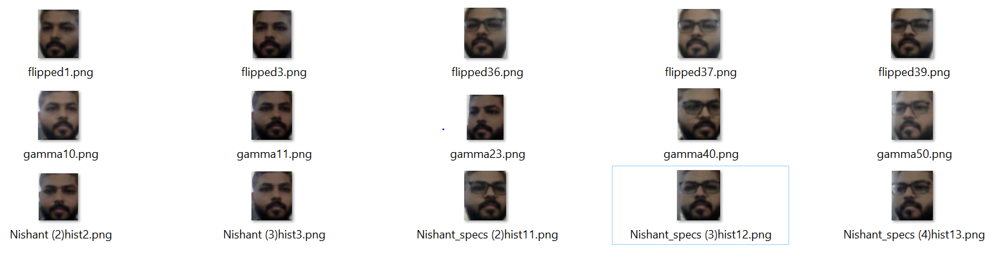 flipped1.png flipped3.png flipped36.png flipped37.png flipped39.png
gamma10.png gamma11.png gamma23.png gamma40.png gamma50.png
Nishant (2)hist2.png Nishant (3)hist3.png Nishant_specs (2)hist11.png Nishant_specs (3)hist12.png Nishant_specs (4)hist13.png